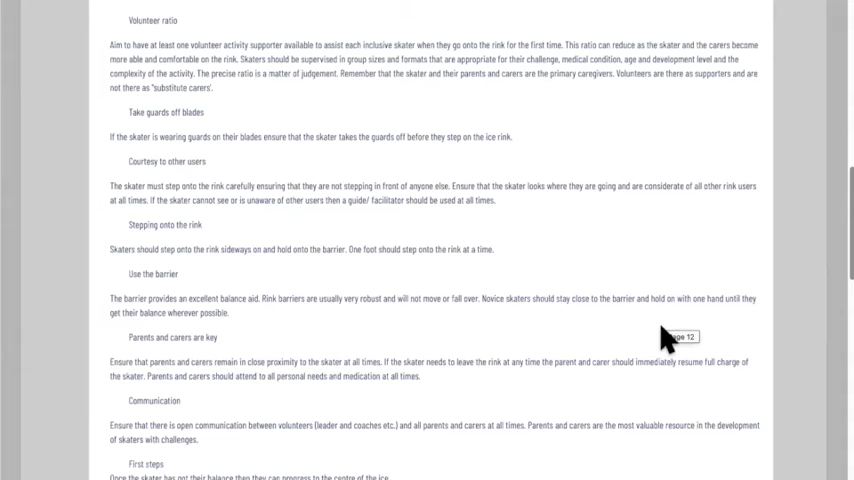 Volunteer ratio
Aim to have at least one volunteer activity supporter available to assist each inclusive skater when they go onto the rink for the first time. This ratio can reduce as the skater and the carers become
more able and comfortable on the rink. Skaters should be supervised in group sizes and formats that are appropriate for their challenge, medical condition, age and development level and the
complexity of the activity. The precise ratio is a matter of judgement. Remember that the skater and their parents and carers are the primary caregivers. Volunteers are there as supporters and are
not there as "substitute carers'.
Take guards off blades
If the skater is wearing guards on their blades ensure that the skater takes the guards off before they step on the ice rink.
Courtesy to other users
The skater must step onto the rink carefully ensuring that they are not stepping in front of anyone else. Ensure that the skater looks where they are going and are considerate of all other rink users
at all times. If the skater cannot see or is unaware of other users then a guide/ facilitator should be used at all times.
Stepping onto the rink
Skaters should step onto the rink sideways on and hold onto the barrier. One foot should step onto the rink at a time.
Use the barrier
The barrier provides an excellent balance aid. Rink barriers are usually very robust and will not move or fall over. Novice skaters should stay close to the barrier and hold on with one hand until they
get their balance wherever possible.
Parents and carers are key
12
Ensure that parents and carers remain in close proximity to the skater at all times. If the skater needs to leave the rink at any time the parent and carer should immediately resume full charge of
the skater. Parents and carers should attend to all personal needs and medication at all times.
Communication
Ensure that there is open communication between volunteers (leader and coaches etc.) and all parents and carers at all times. Parents and carers are the most valuable resource in the development
of skaters with challenges.
First steps
Once the skater has got their balance then they can progress to the centre of the ice.